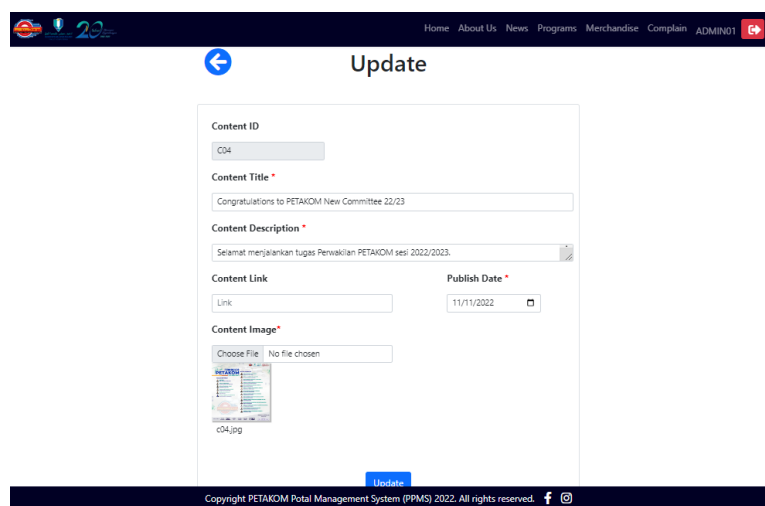 Home About Us News Programs Merchandise Complain ADMIN01
Update
Content ID
C04
Content Title *
Congratulations to PETAKOM New Committee 22/23
Content Description *
Selamat menjalankan tugas Perwakilan PETAKOM sesi 2022/2023.
Content Link Publish Date *
Link 11/11/2022
Content Image*
Choose File No file chosen
PETAKOM
c04.jpg
Update
Copyright PETAKOM Potal Management System (PPMS) 2022. All rights reserved.